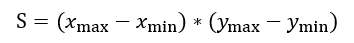 S = (x_max − x_min) * (y_max − y_min)